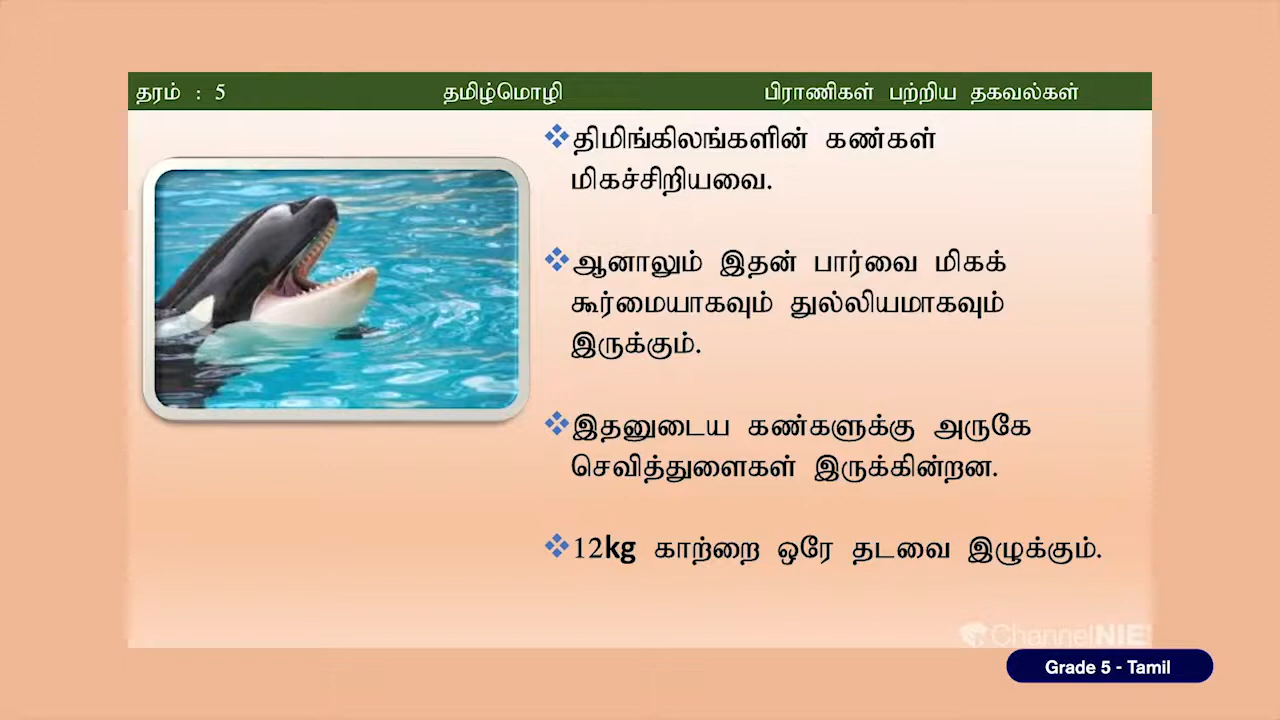 தரம் : 5 தமிழ்மொழி பிராணிகள் பற்றிய தகவல்கள்
❖திமிங்கிலங்களின் கண்கள்
மிகச்சிறியவை.
❖ஆனாலும் இதன் பார்வை மிகக்
கூர்மையாகவும் துல்லியமாகவும்
இருக்கும்.
❖இதனுடைய கண்களுக்கு அருகே
செவித்துளைகள் இருக்கின்றன.
❖12kg காற்றை ஒரே தடவை இழுக்கும்.
ChannelNIE
Grade 5 - Tamil